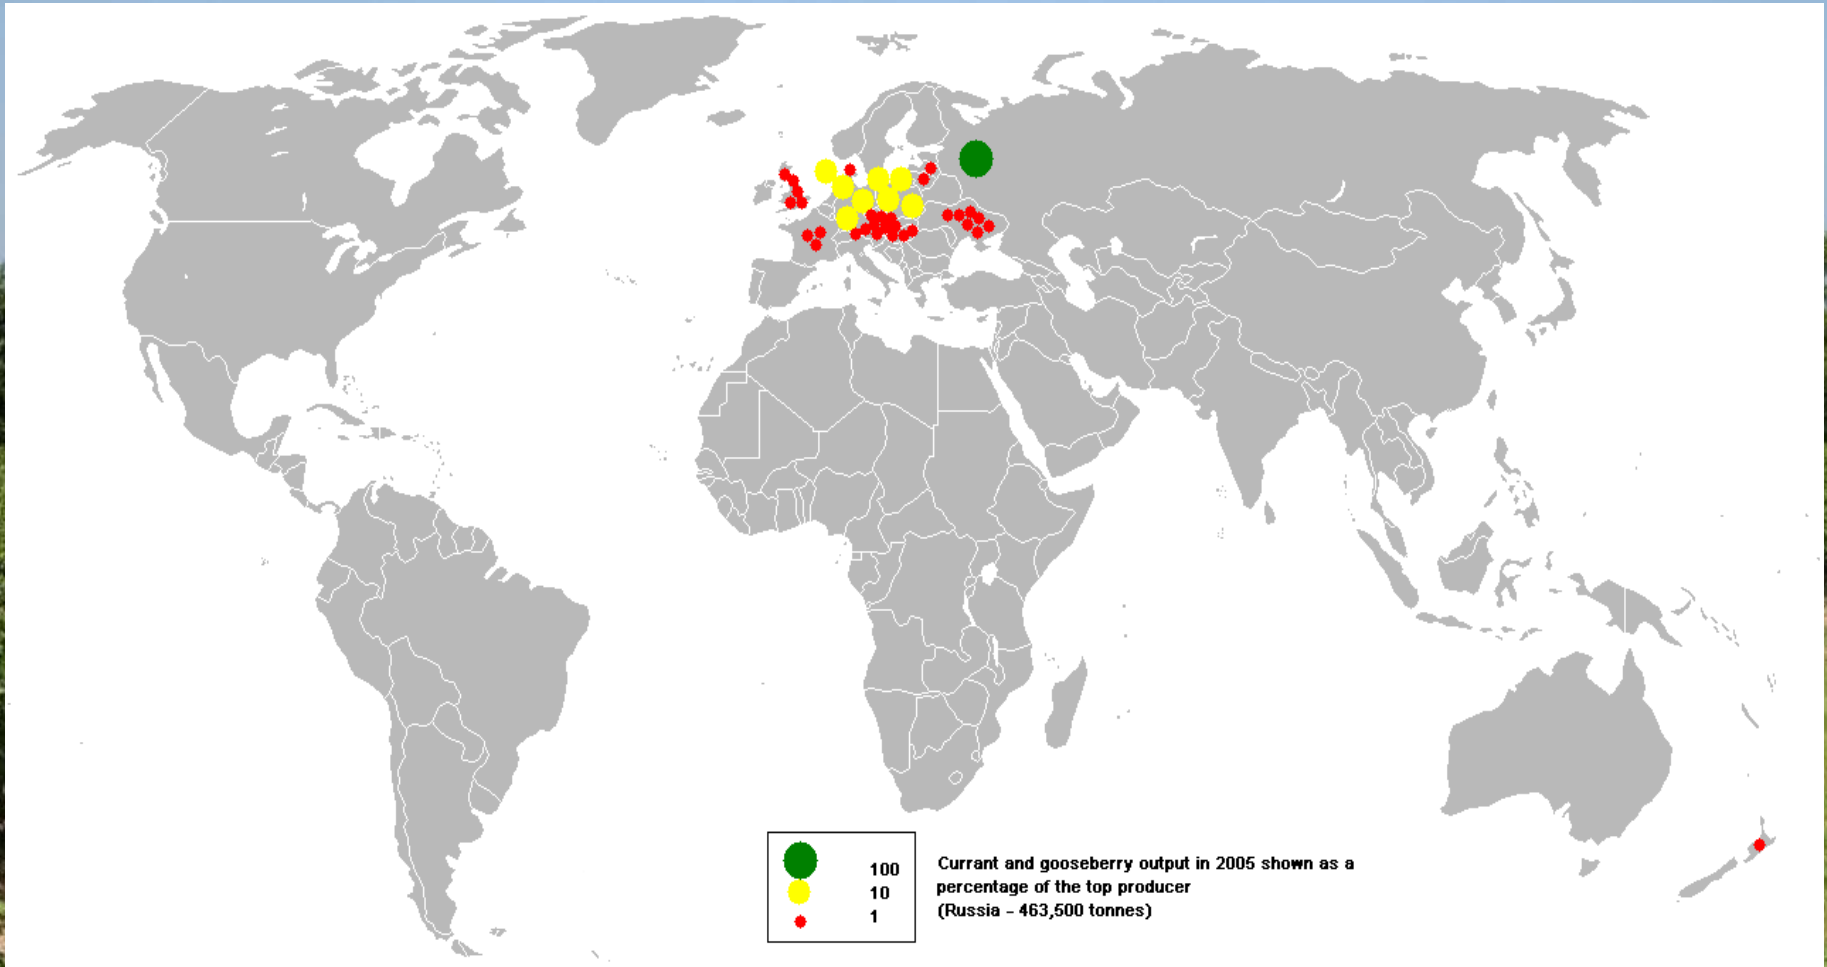 100
10
1
Currant and gooseberry output in 2005 shown as a
percentage of the top producer
(Russia - 463,500 tonnes)